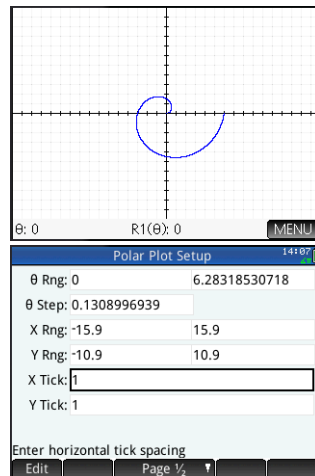 θ: 0 R1(θ): 0 MENU
Polar Plot Setup 14:07
θ Rng: 0 6.28318530718
θ Step: 0.1308996939
X Rng: -15.9 15.9
Y Rng: -10.9 10.9
X Tick: 1
Y Tick: 1
Enter horizontal tick spacing
Edit Page ½